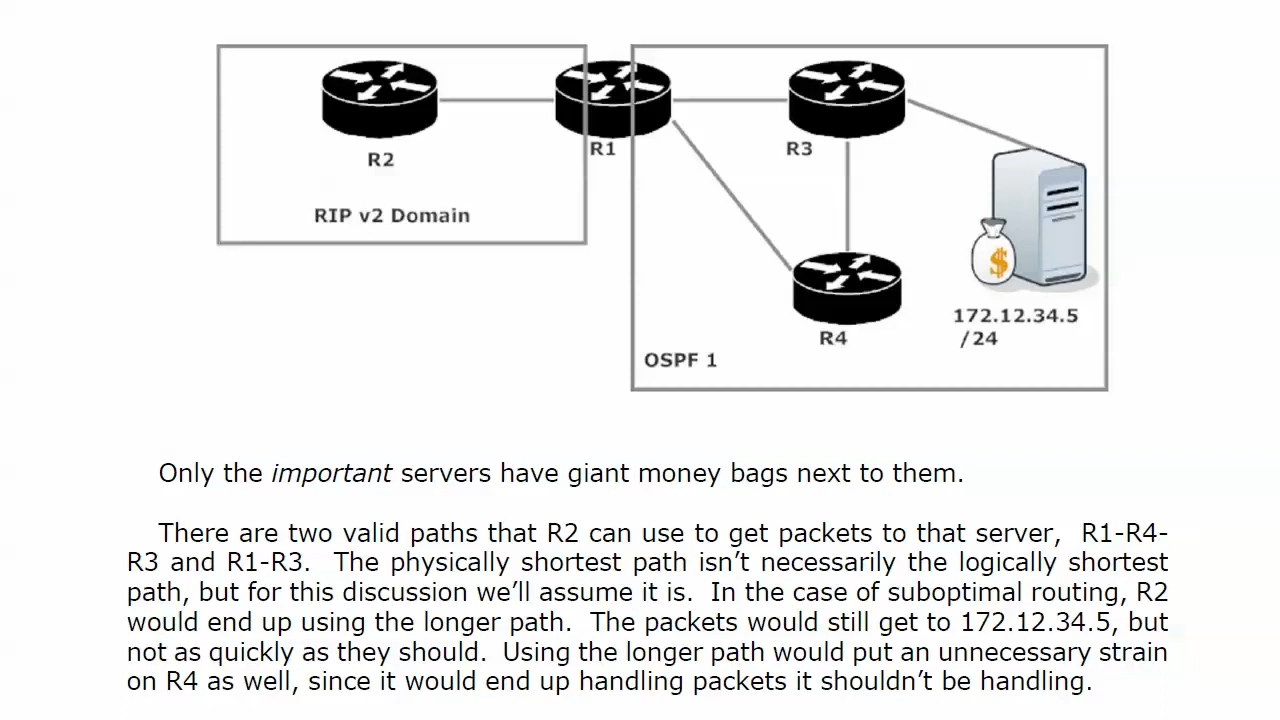 R2
R1
R3
RIP v2 Domain
$
172.12.34.5
/24
R4
OSPF 1
Only the important servers have giant money bags next to them.
There are two valid paths that R2 can use to get packets to that server, R1-R4-
R3 and R1-R3. The physically shortest path isn’t necessarily the logically shortest
path, but for this discussion we’ll assume it is. In the case of suboptimal routing, R2
would end up using the longer path. The packets would still get to 172.12.34.5, but
not as quickly as they should. Using the longer path would put an unnecessary strain
on R4 as well, since it would end up handling packets it shouldn’t be handling.